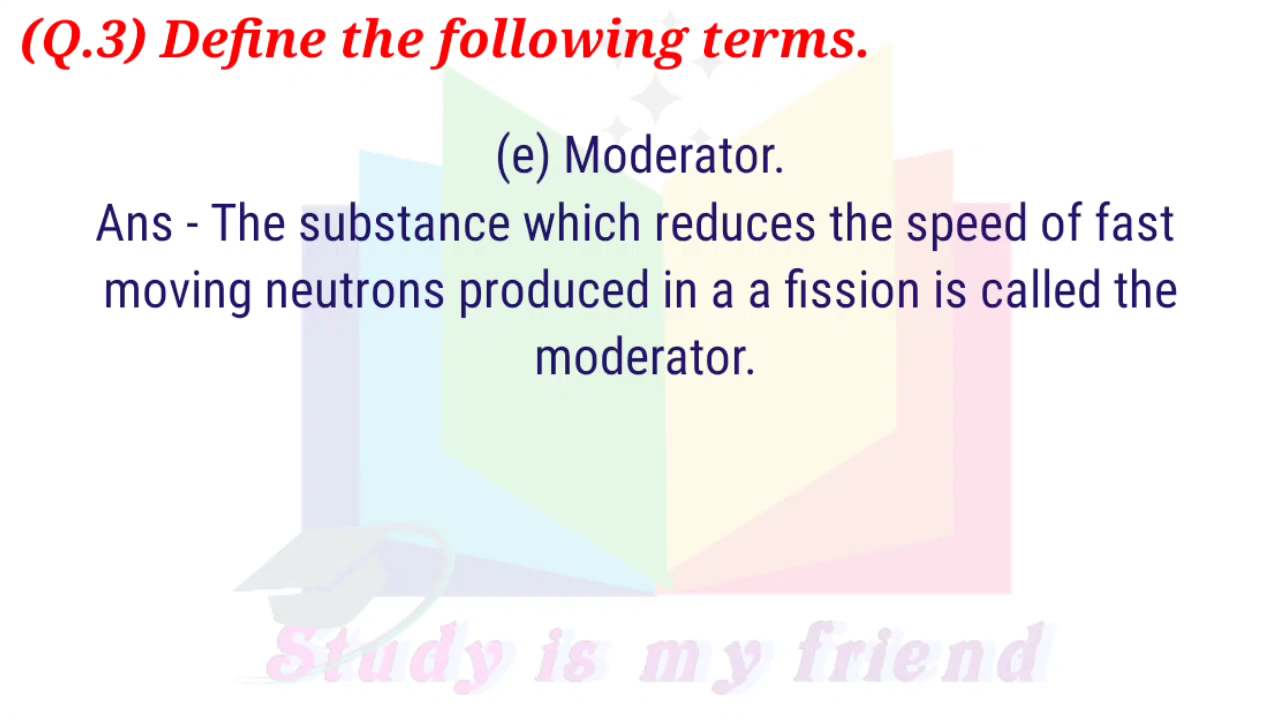 (Q.3) Define the following terms.
(e) Moderator.
Ans - The substance which reduces the speed of fast
moving neutrons produced in a a fission is called the
moderator.
Study is my friend